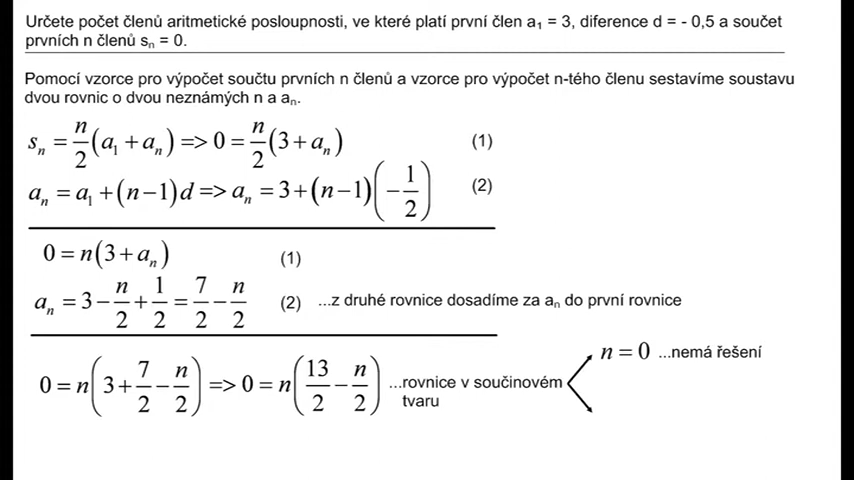 Určete počet členů aritmetické posloupnosti, ve které platí první člen a₁ = 3, diference d = - 0,5 a součet
prvních n členů sₙ = 0.
Pomocí vzorce pro výpočet součtu prvních n členů a vzorce pro výpočet n-tého členu sestavíme soustavu
dvou rovnic o dvou neznámých n a aₙ.
sₙ = n/2 (a₁ + aₙ) => 0 = n/2 (3 + aₙ) (1)
aₙ = a₁ + (n − 1)d => aₙ = 3 + (n − 1)(− 1/2) (2)
0 = n(3 + aₙ) (1)
aₙ = 3 − n/2 + 1/2 = 7/2 − n/2 (2) ...z druhé rovnice dosadíme za aₙ do první rovnice
n = 0 ...nemá řešení
0 = n(3 + 7/2 − n/2) => 0 = n(13/2 − n/2) ...rovnice v součinovém
tvaru